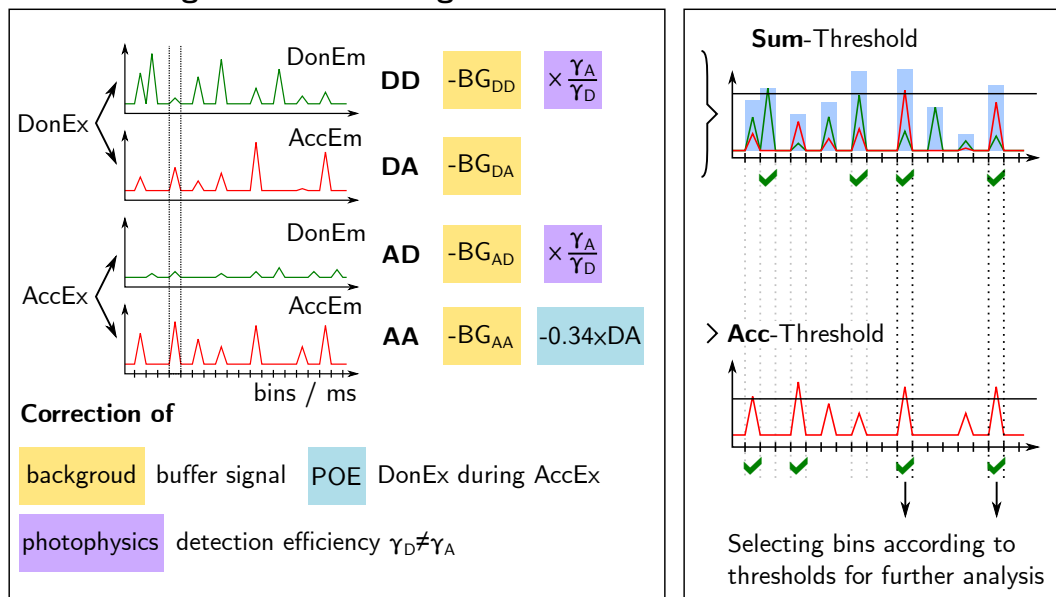 DonEm
DD -BG_DD × γ_A/γ_D
DonEx
AccEm
DA -BG_DA
DonEm
AD -BG_AD × γ_A/γ_D
AccEx
AccEm
AA -BG_AA -0.34xDA
bins / ms
Correction of
backgroud buffer signal POE DonEx during AccEx
photophysics detection efficiency γ_D≠γ_A
Sum-Threshold
> Acc-Threshold
Selecting bins according to
thresholds for further analysis